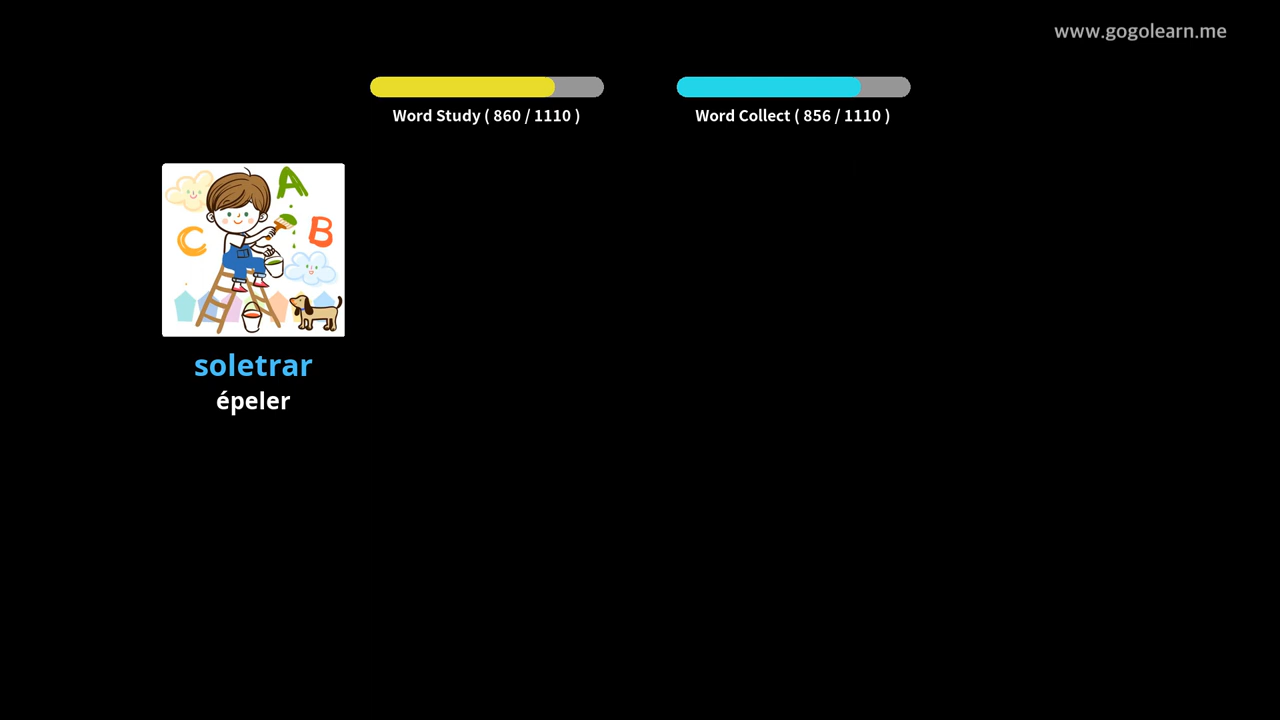 www.gogolearn.me
Word Study ( 860 / 1110 )
Word Collect ( 856 / 1110 )
A
B
C
soletrar
épeler